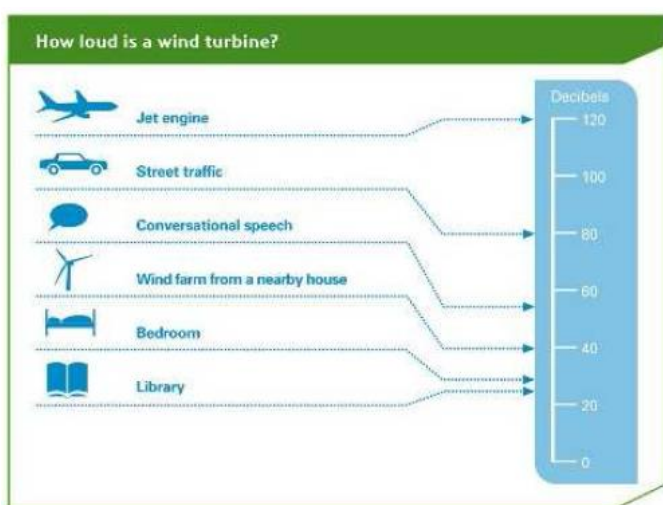 How loud is a wind turbine?
Decibels
Jet engine
120
Street traffic
100
Conversational speech
80
Wind farm from a nearby house
60
Bedroom
40
Library
20
0